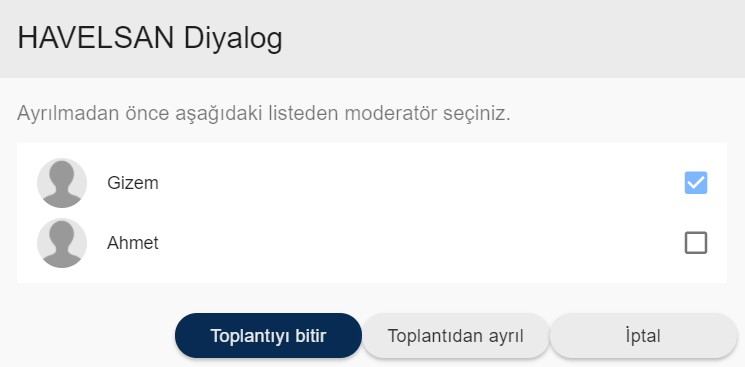 HAVELSAN Diyalog
Ayrılmadan önce aşağıdaki listeden moderatör seçiniz.
Gizem
Ahmet
Toplantıyı bitir
Toplantıdan ayrıl
İptal